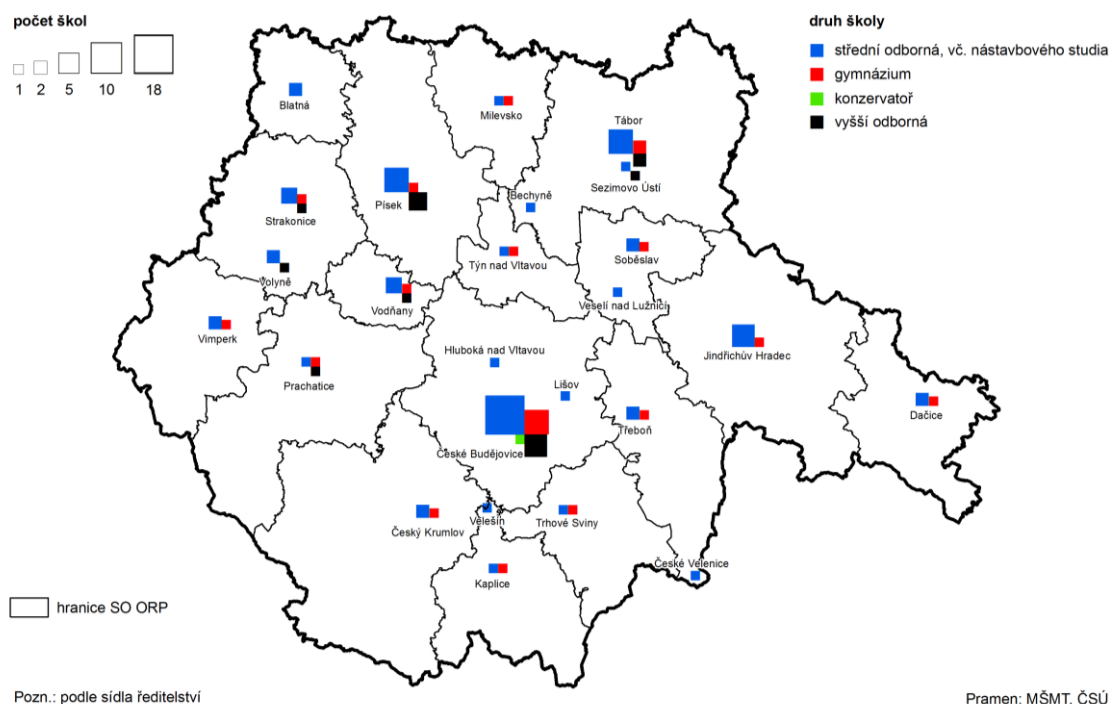 počet škol
1 2 5 10 18
druh školy
střední odborná, vč. nástavbového studia
gymnázium
konzervatoř
vyšší odborná
Blatná
Milevsko
Tábor
Sezimovo Ústí
Písek
Bechyně
Strakonice
Týn nad Vltavou
Soběslav
Volyně
Vodňany
Veselí nad Lužnicí
Vimperk
Hluboká nad Vltavou
Jindřichův Hradec
Prachatice
Lišov
Dačice
Třeboň
České Budějovice
Velešín
Trhové Sviny
Český Krumlov
České Velenice
Kaplice
hranice SO ORP
Pozn.: podle sídla ředitelství
Pramen: MŠMT, ČSÚ